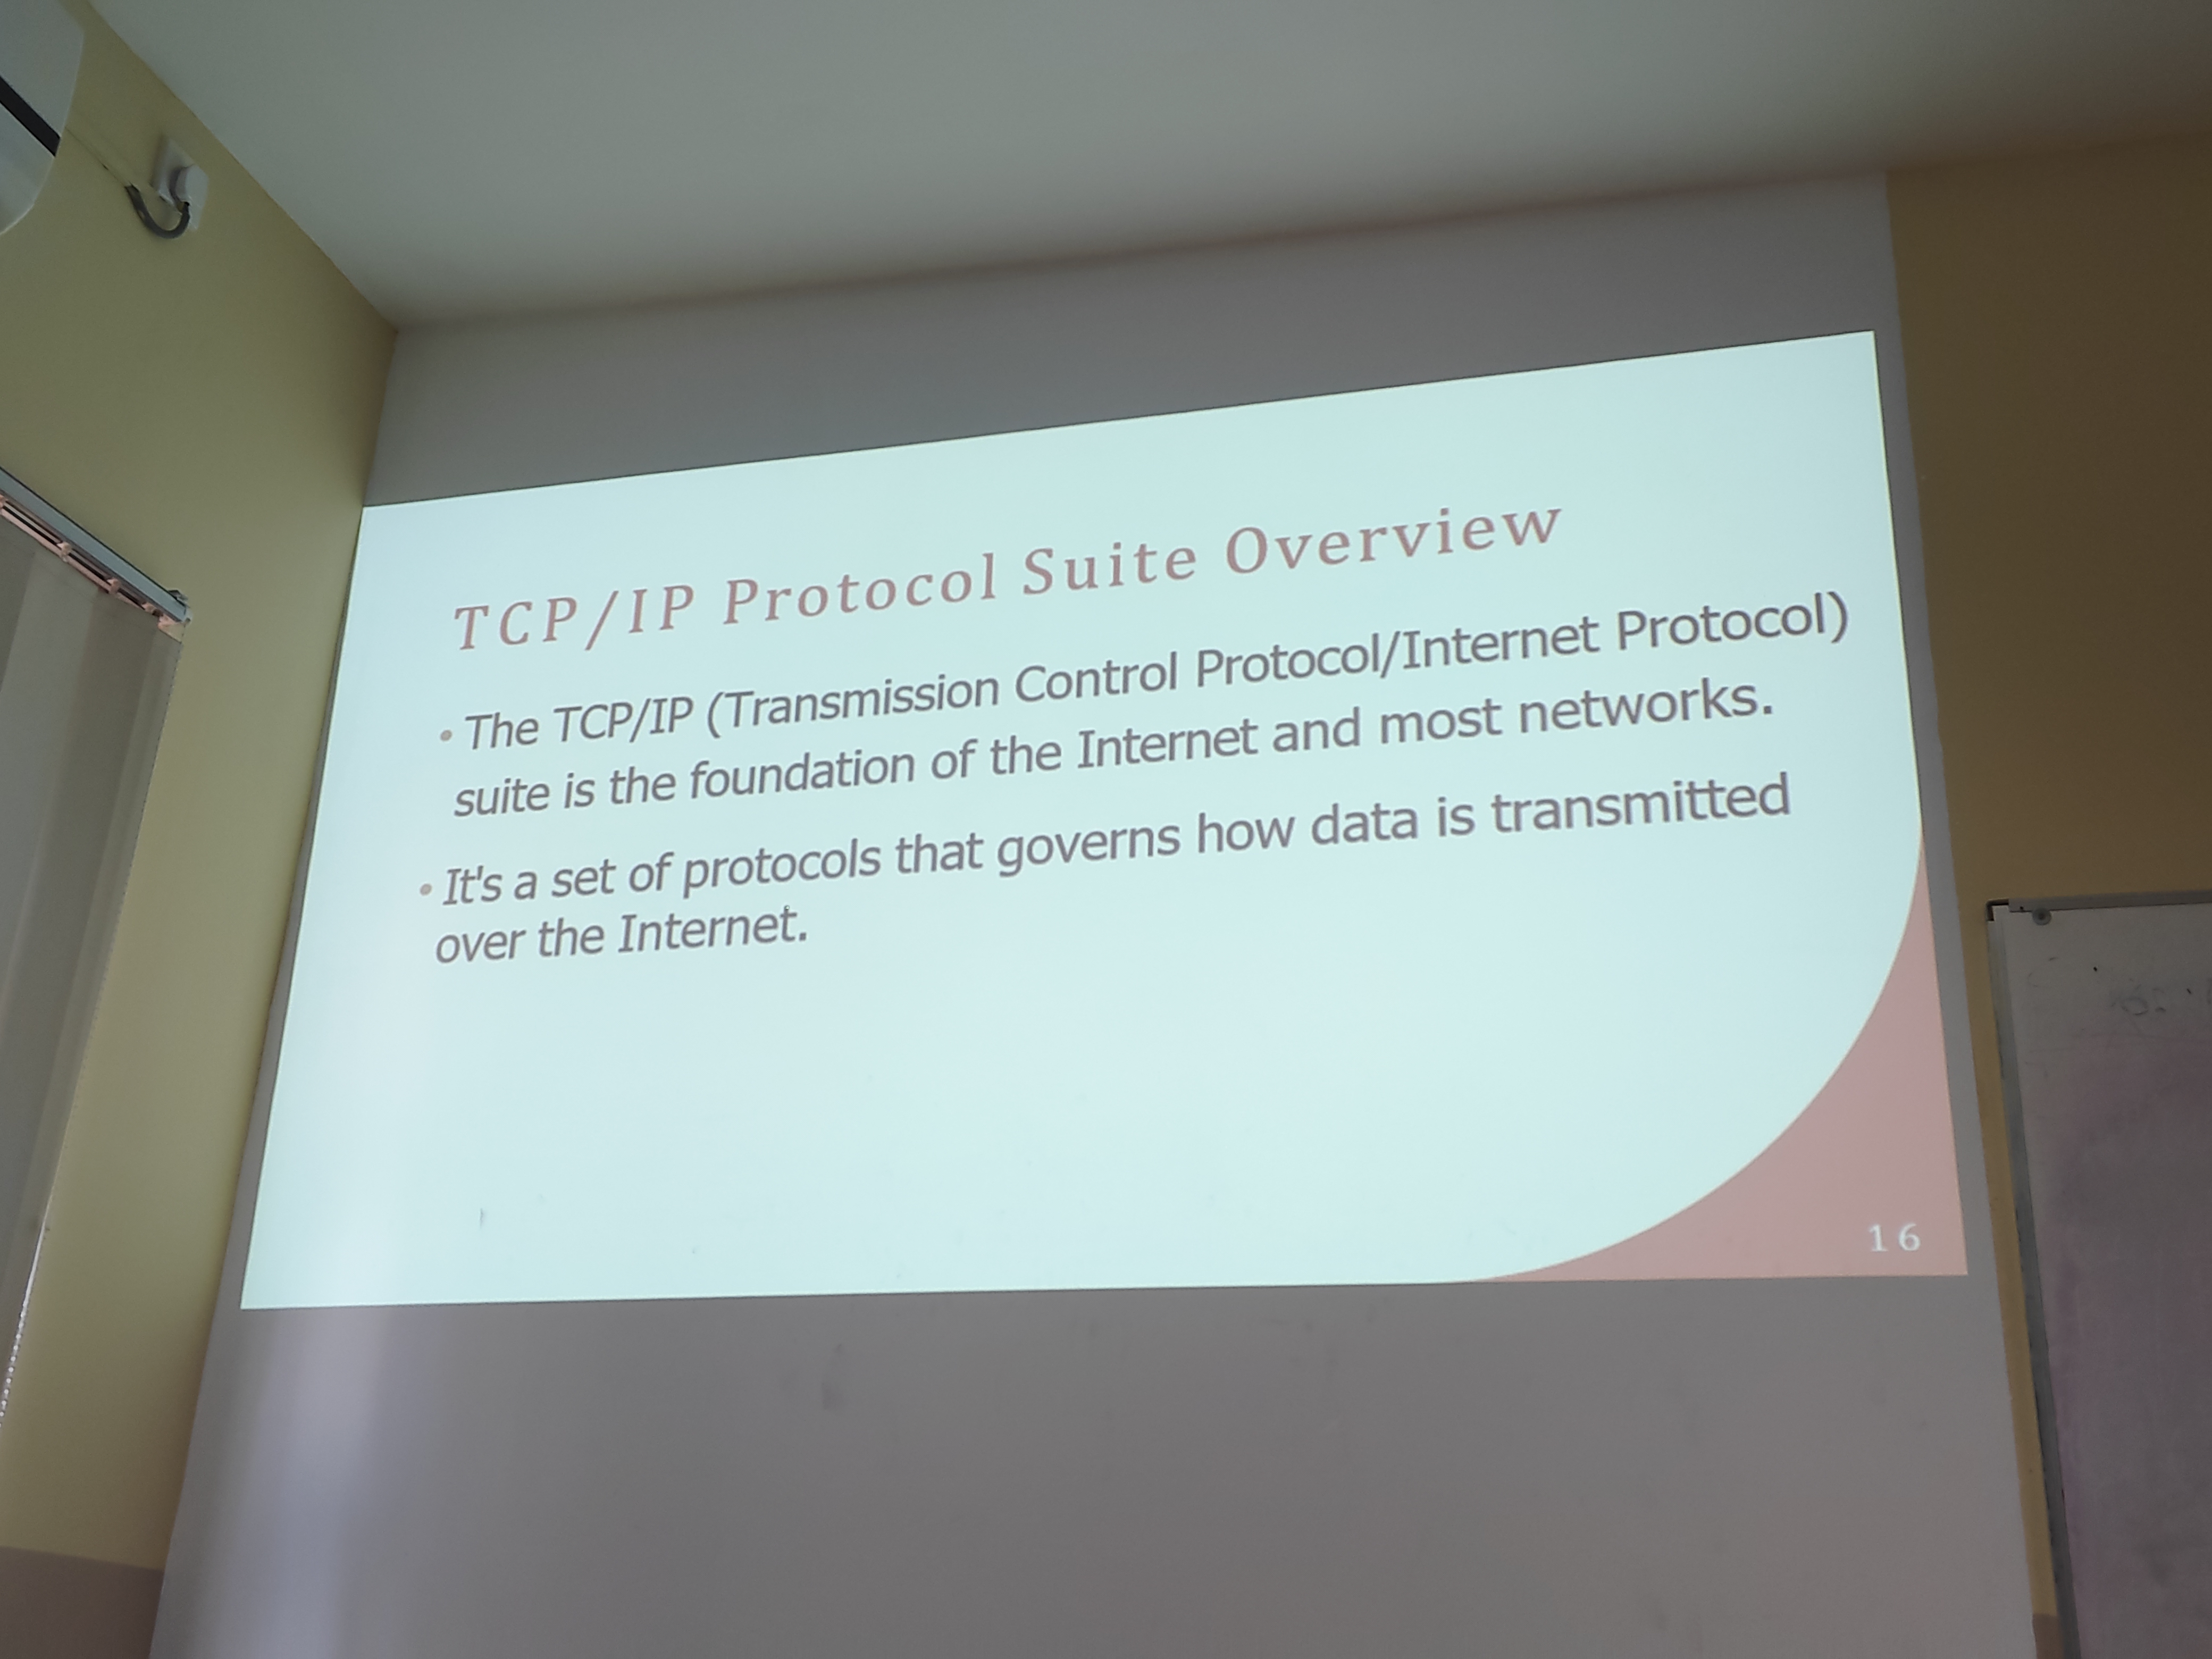 TCP/IP Protocol Suite Overview
• The TCP/IP (Transmission Control Protocol/Internet Protocol)
suite is the foundation of the Internet and most networks.
• It's a set of protocols that governs how data is transmitted
over the Internet.
16